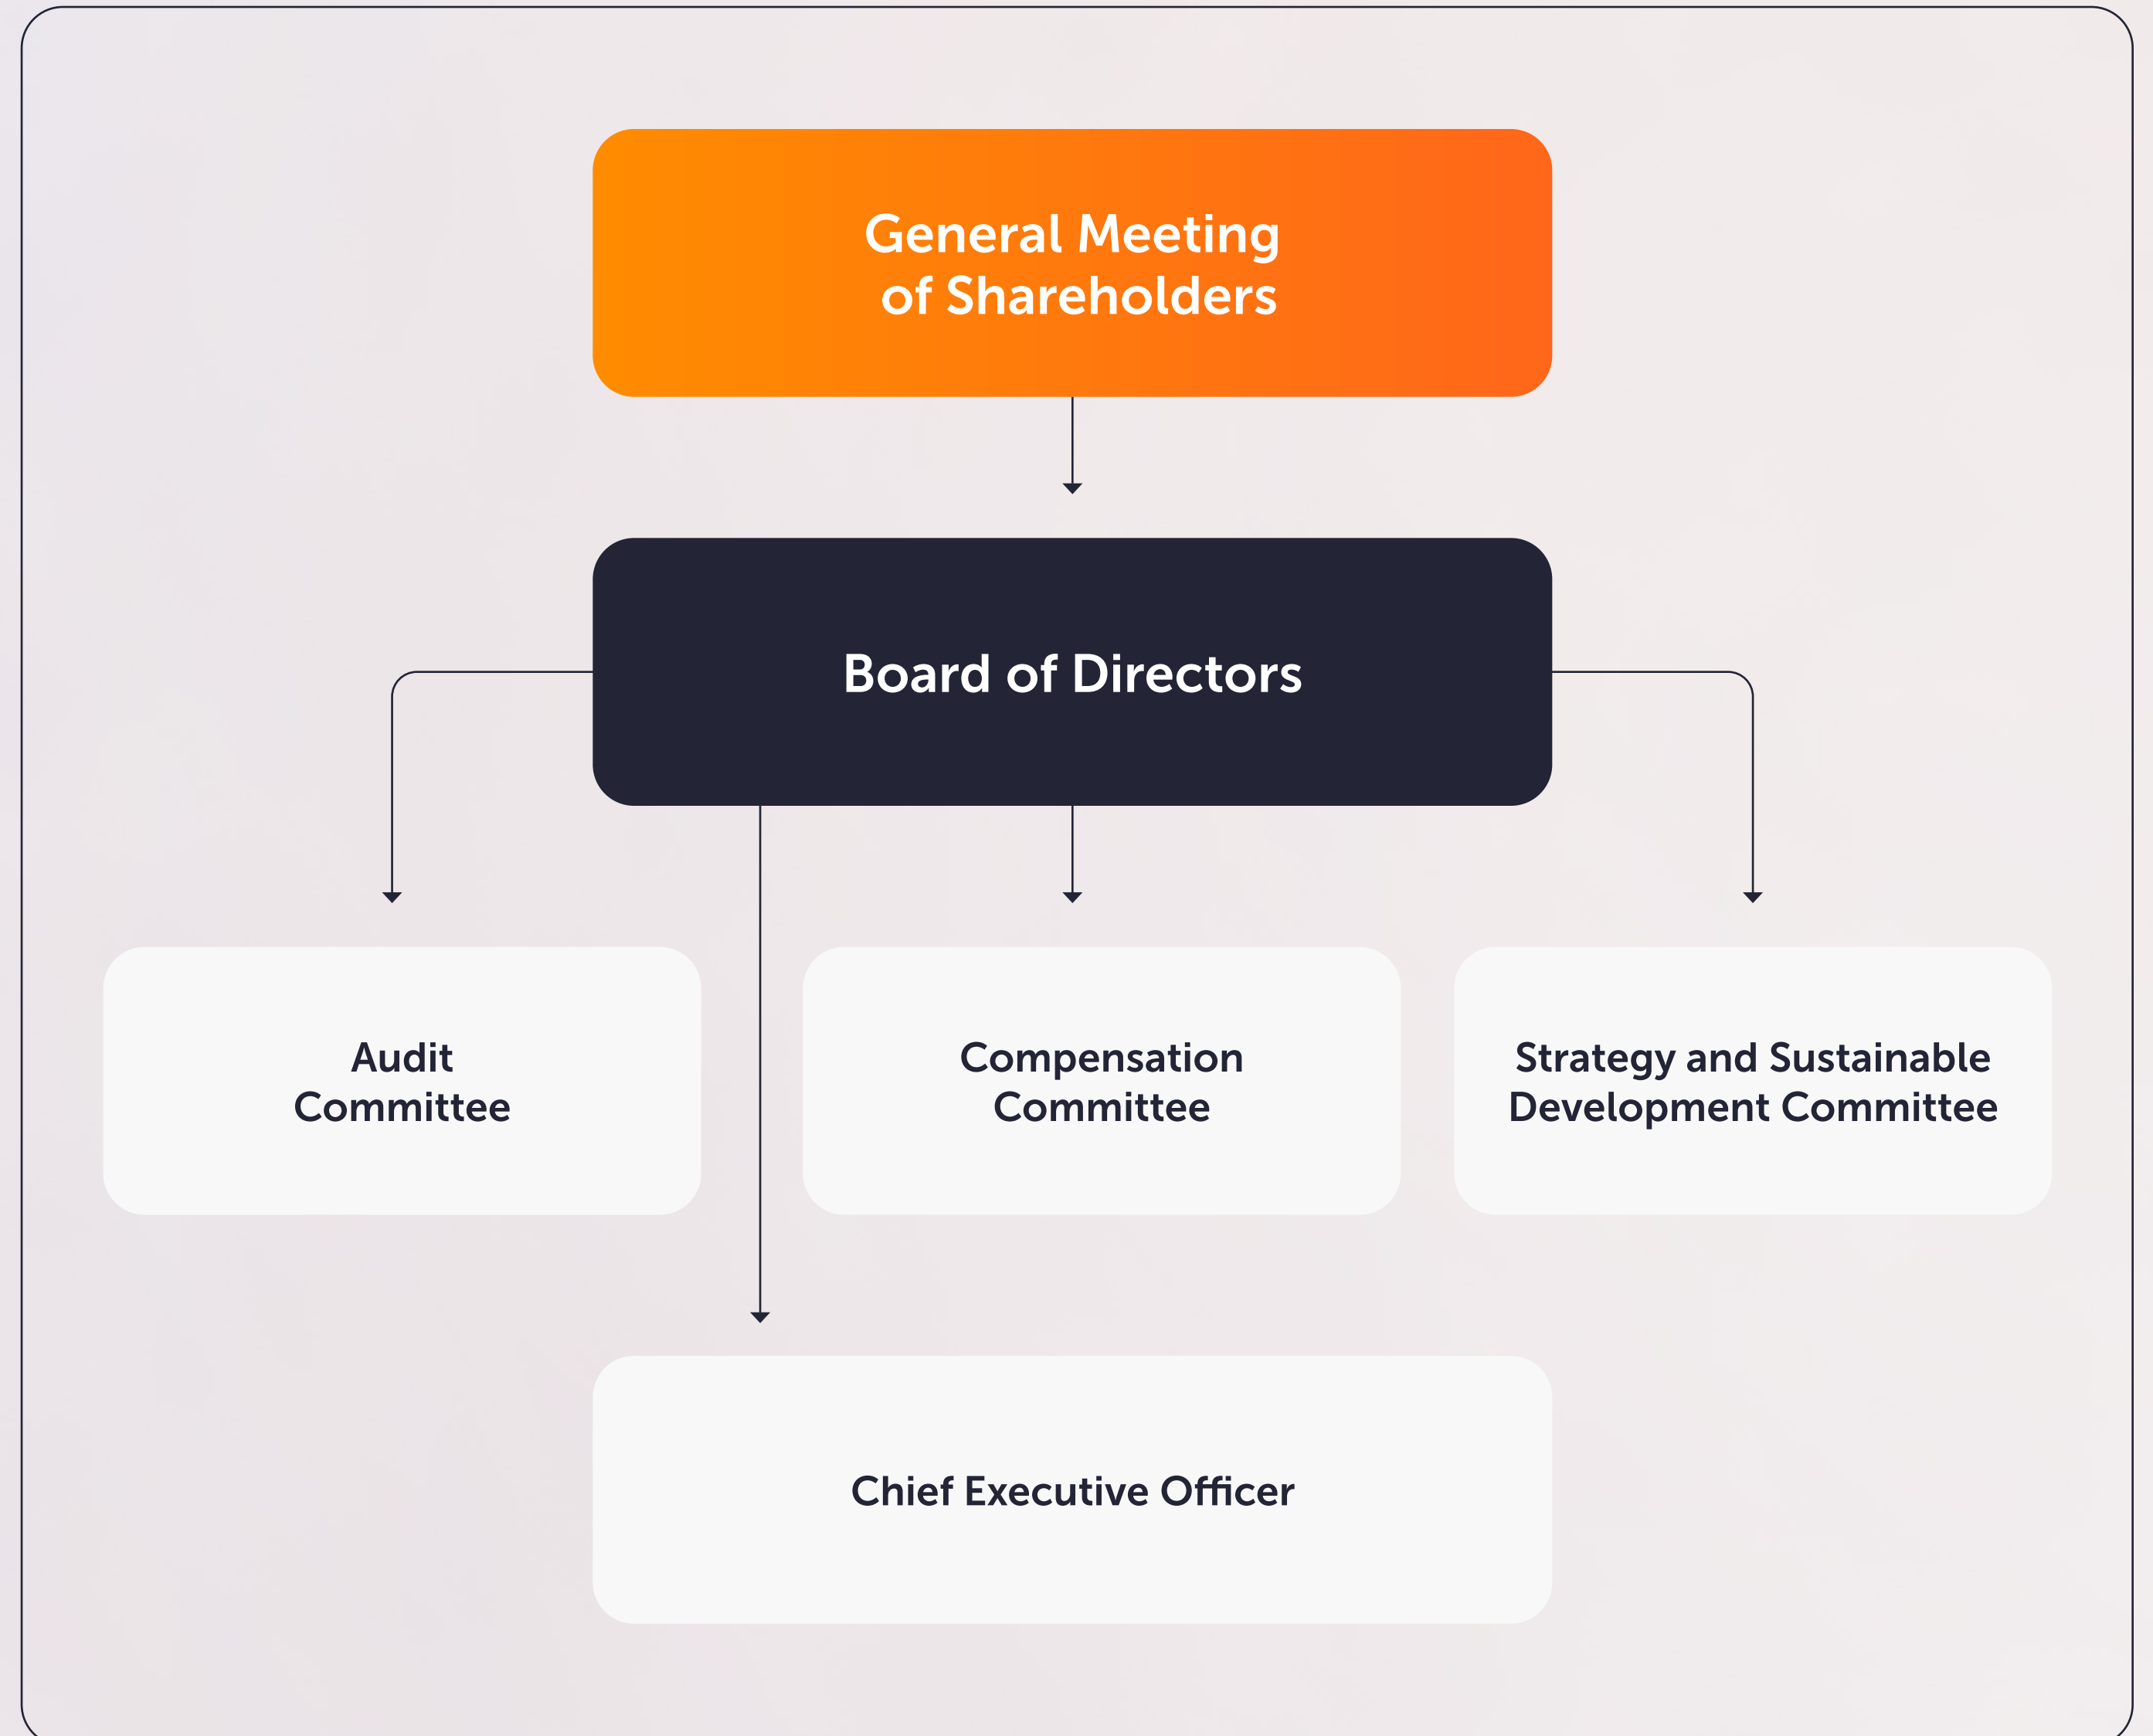 General Meeting
of Shareholders
Board of Directors
Audit
Committee
Compensation
Committee
Strategy and Sustainable
Development Committee
Chief Executive Officer